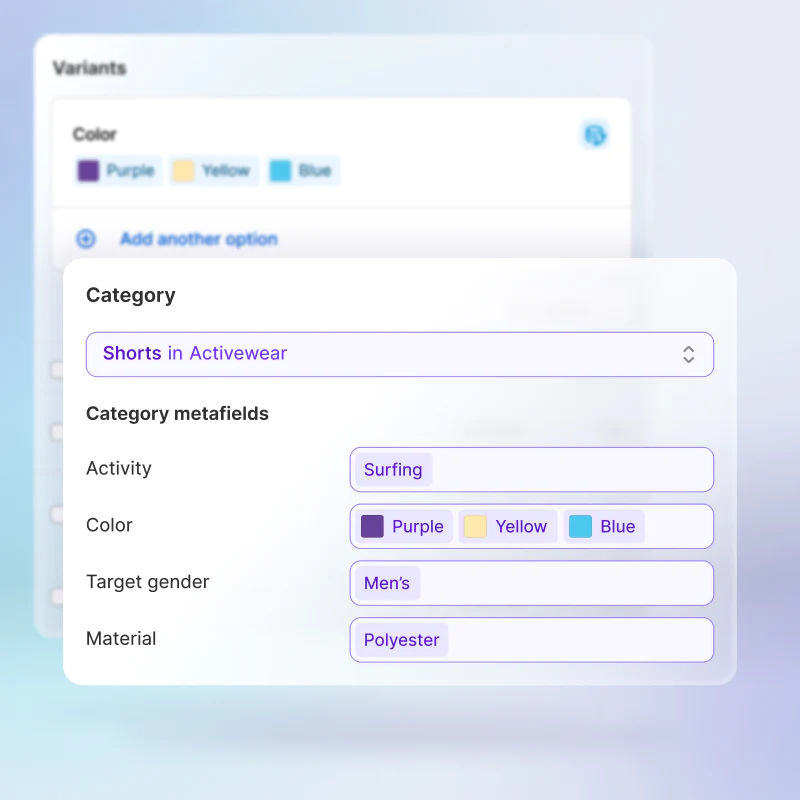 Variants
Color
Purple Yellow Blue
Add another option
Category
Shorts in Activewear
Category metafields
Activity Surfing
Color Purple Yellow Blue
Target gender Men’s
Material Polyester